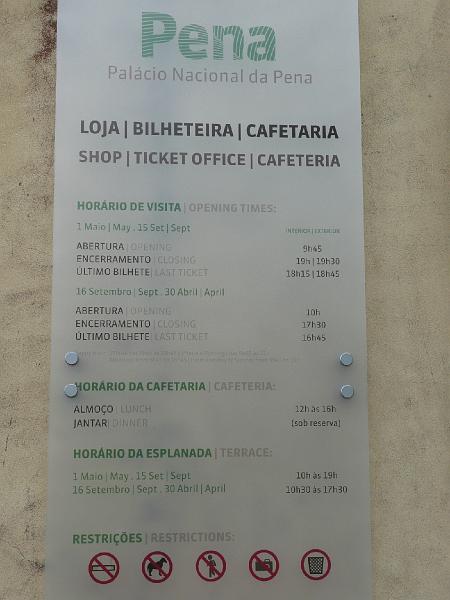 Pena
Palácio Nacional da Pena
LOJA | BILHETEIRA | CAFETARIA
SHOP | TICKET OFFICE | CAFETERIA
HORÁRIO DE VISITA | OPENING TIMES:
1 Maio | May . 15 Set | Sept INTERIOR | EXTERIOR
ABERTURA | OPENING 9h45
ENCERRAMENTO | CLOSING 19h | 19h30
ÚLTIMO BILHETE | LAST TICKET 18h15 | 18h45
16 Setembro | Sept . 30 Abril | April
ABERTURA | OPENING 10h
ENCERRAMENTO | CLOSING 17h30
ÚLTIMO BILHETE | LAST TICKET 16h45
HORÁRIO DA CAFETARIA | CAFETERIA:
ALMOÇO | LUNCH 12h às 16h
JANTAR | DINNER (sob reserva)
HORÁRIO DA ESPLANADA | TERRACE:
1 Maio | May . 15 Set | Sept 10h às 19h
16 Setembro | Sept . 30 Abril | April 10h30 às 17h30
RESTRIÇÕES | RESTRICTIONS: